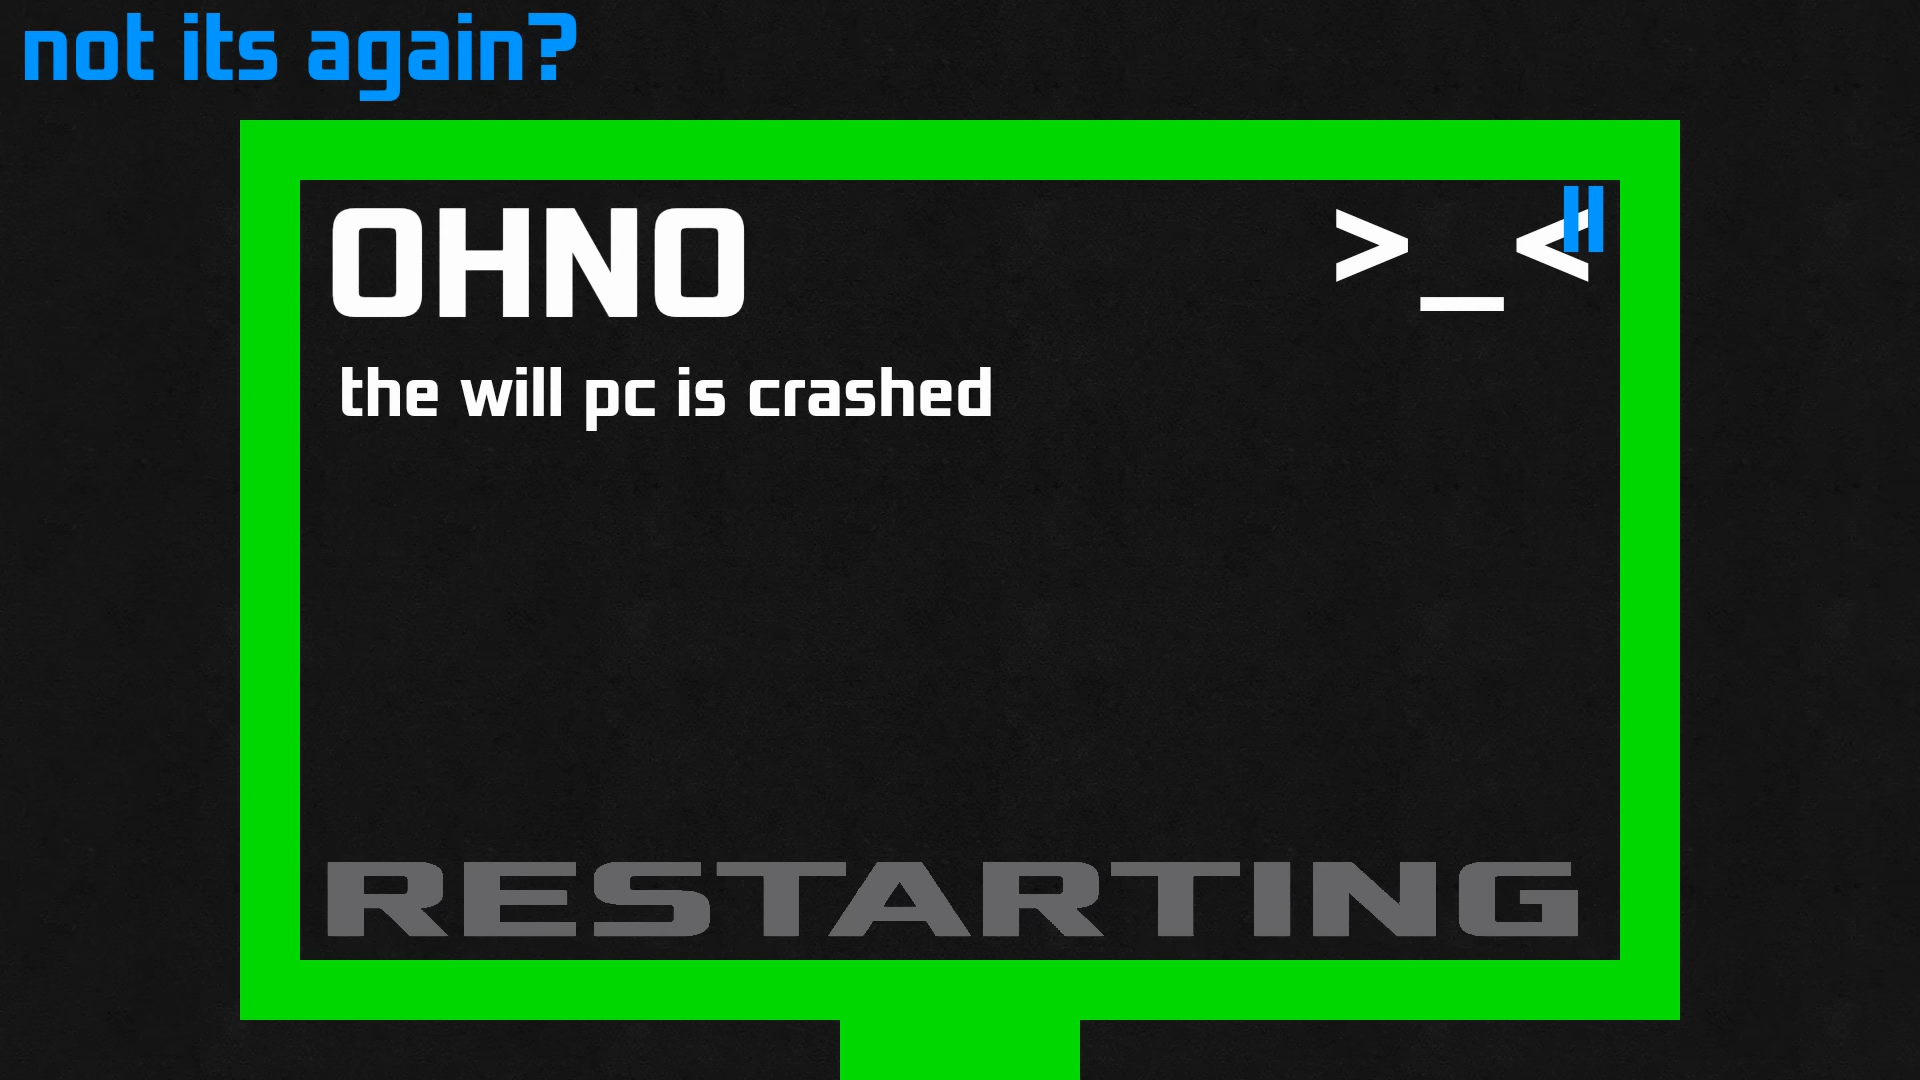 not its again?
OHNO >_<
the will pc is crashed
RESTARTING